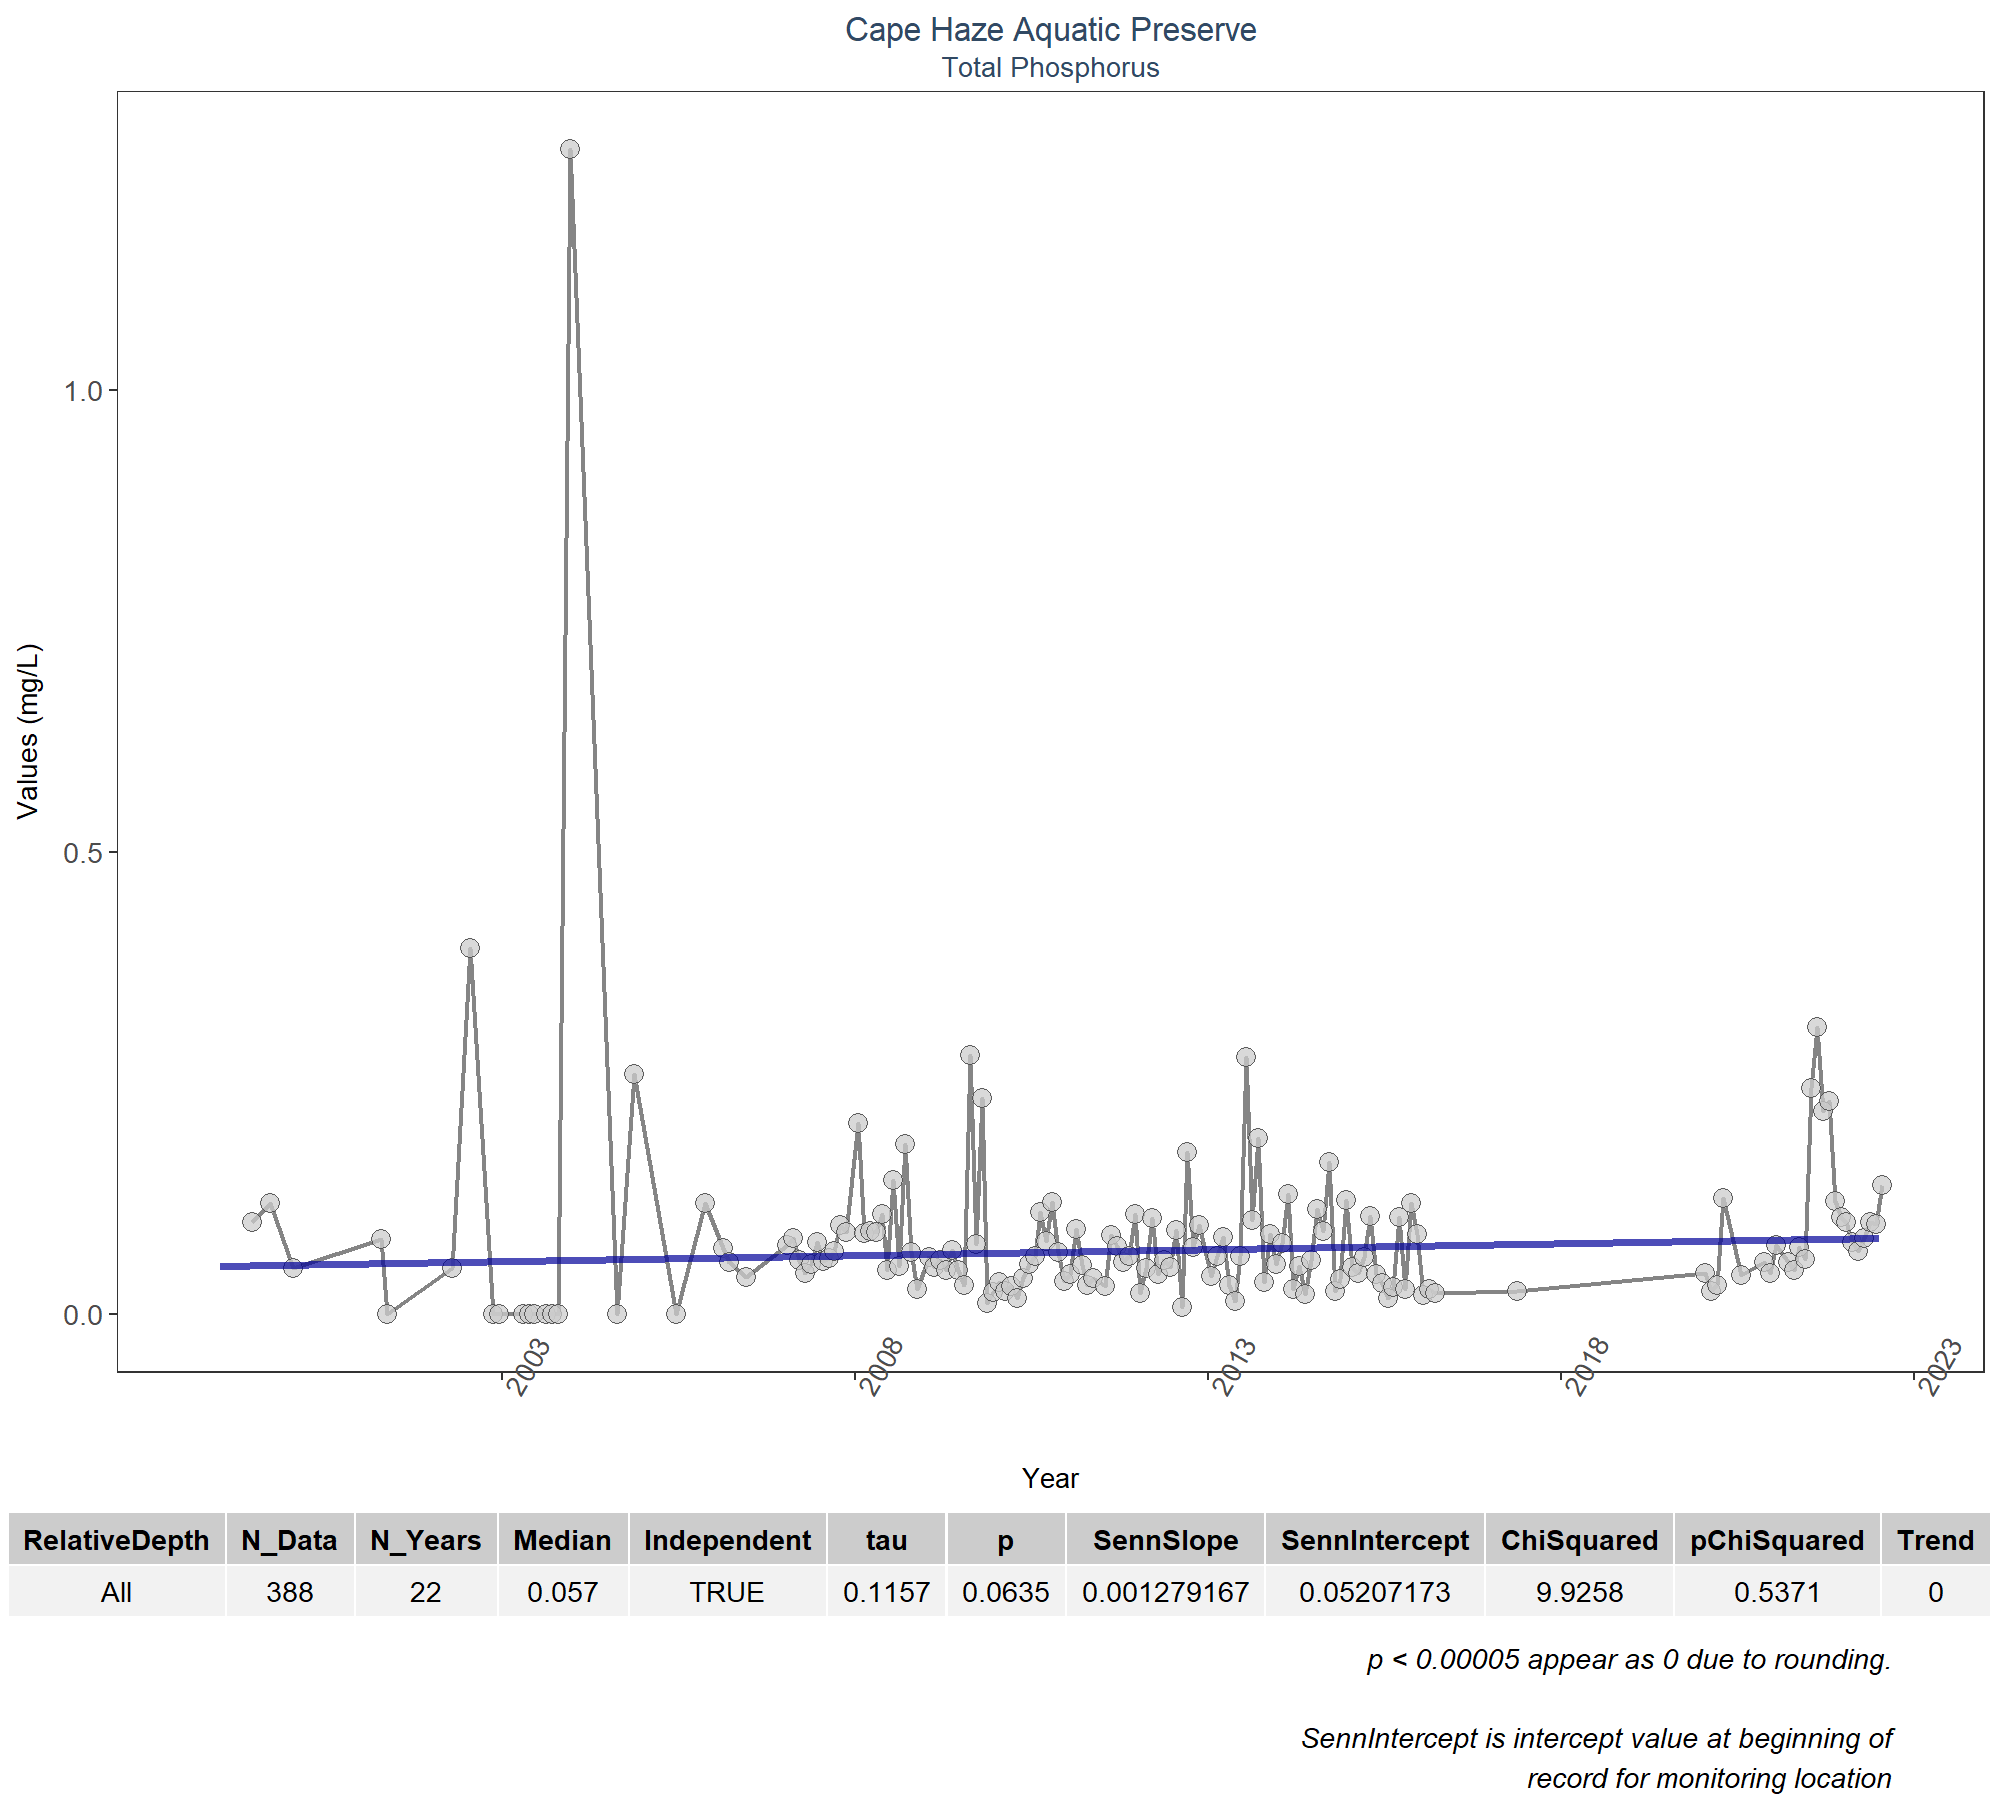 Cape Haze Aquatic Preserve
Total Phosphorus
Values (mg/L)
1.0
0.5
0.0
2003 2008 2013 2018 2023
Year
RelativeDepth N_Data N_Years Median Independent tau p SennSlope SennIntercept ChiSquared pChiSquared Trend
All 388 22 0.057 TRUE 0.1157 0.0635 0.001279167 0.05207173 9.9258 0.5371 0
p < 0.00005 appear as 0 due to rounding.
SennIntercept is intercept value at beginning of
record for monitoring location